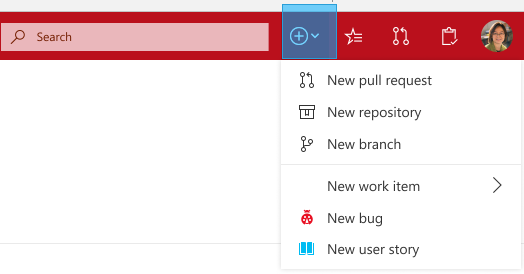 Search
New pull request
New repository
New branch
New work item
New bug
New user story